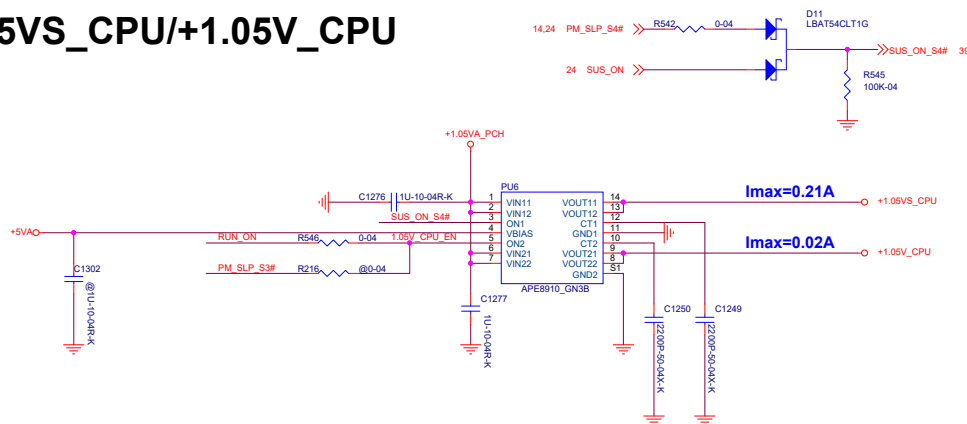 5VS_CPU/+1.05V_CPU
14,24 PM_SLP_S4# R542 0-04
D11
LBAT54CLT1G
SUS_ON_S4# 39
24 SUS_ON
R545
100K-04
+1.05VA_PCH
C1276 1U-10-04R-K
PU6
SUS_ON_S4#
+5VA
RUN_ON R546 0-04 1.05V_CPU_EN
PM_SLP_S3# R216 @0-04
1 VIN11 VOUT11 14
2 VIN12 VOUT12 13
3 ON1 CT1 12
4 VBIAS GND1 11
5 ON2 CT2 10
6 VIN21 VOUT21 9
7 VIN22 VOUT22 8
GND2 S1
APE8910_GN3B
Imax=0.21A
+1.05VS_CPU
Imax=0.02A
+1.05V_CPU
C1302
@1U-10-04R-K
C1277
1U-10-04R-K
C1250
2200P-50-04X-K
C1249
2200P-50-04X-K